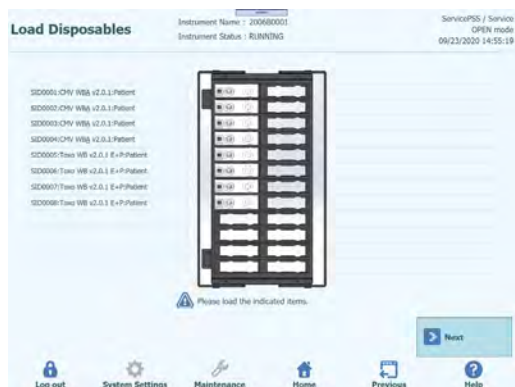 Load Disposables
Instrument Name : 200680001
Instrument Status : RUNNING
ServicePSS / Service
OPEN mode
09/23/2020 14:55:19
SID0001:CMV WBA v2.0.1:Patient
SID0002:CMV WBA v2.0.1:Patient
SID0003:CMV WBA v2.0.1:Patient
SID0004:CMV WBA v2.0.1:Patient
SID0005:Toxo WB v2.0.1 E+P:Patient
SID0006:Toxo WB v2.0.1 E+P:Patient
SID0007:Toxo WB v2.0.1 E+P:Patient
SID0008:Toxo WB v2.0.1 E+P:Patient
Please load the indicated items.
Next
Log out
System Settings
Maintenance
Home
Previous
Help